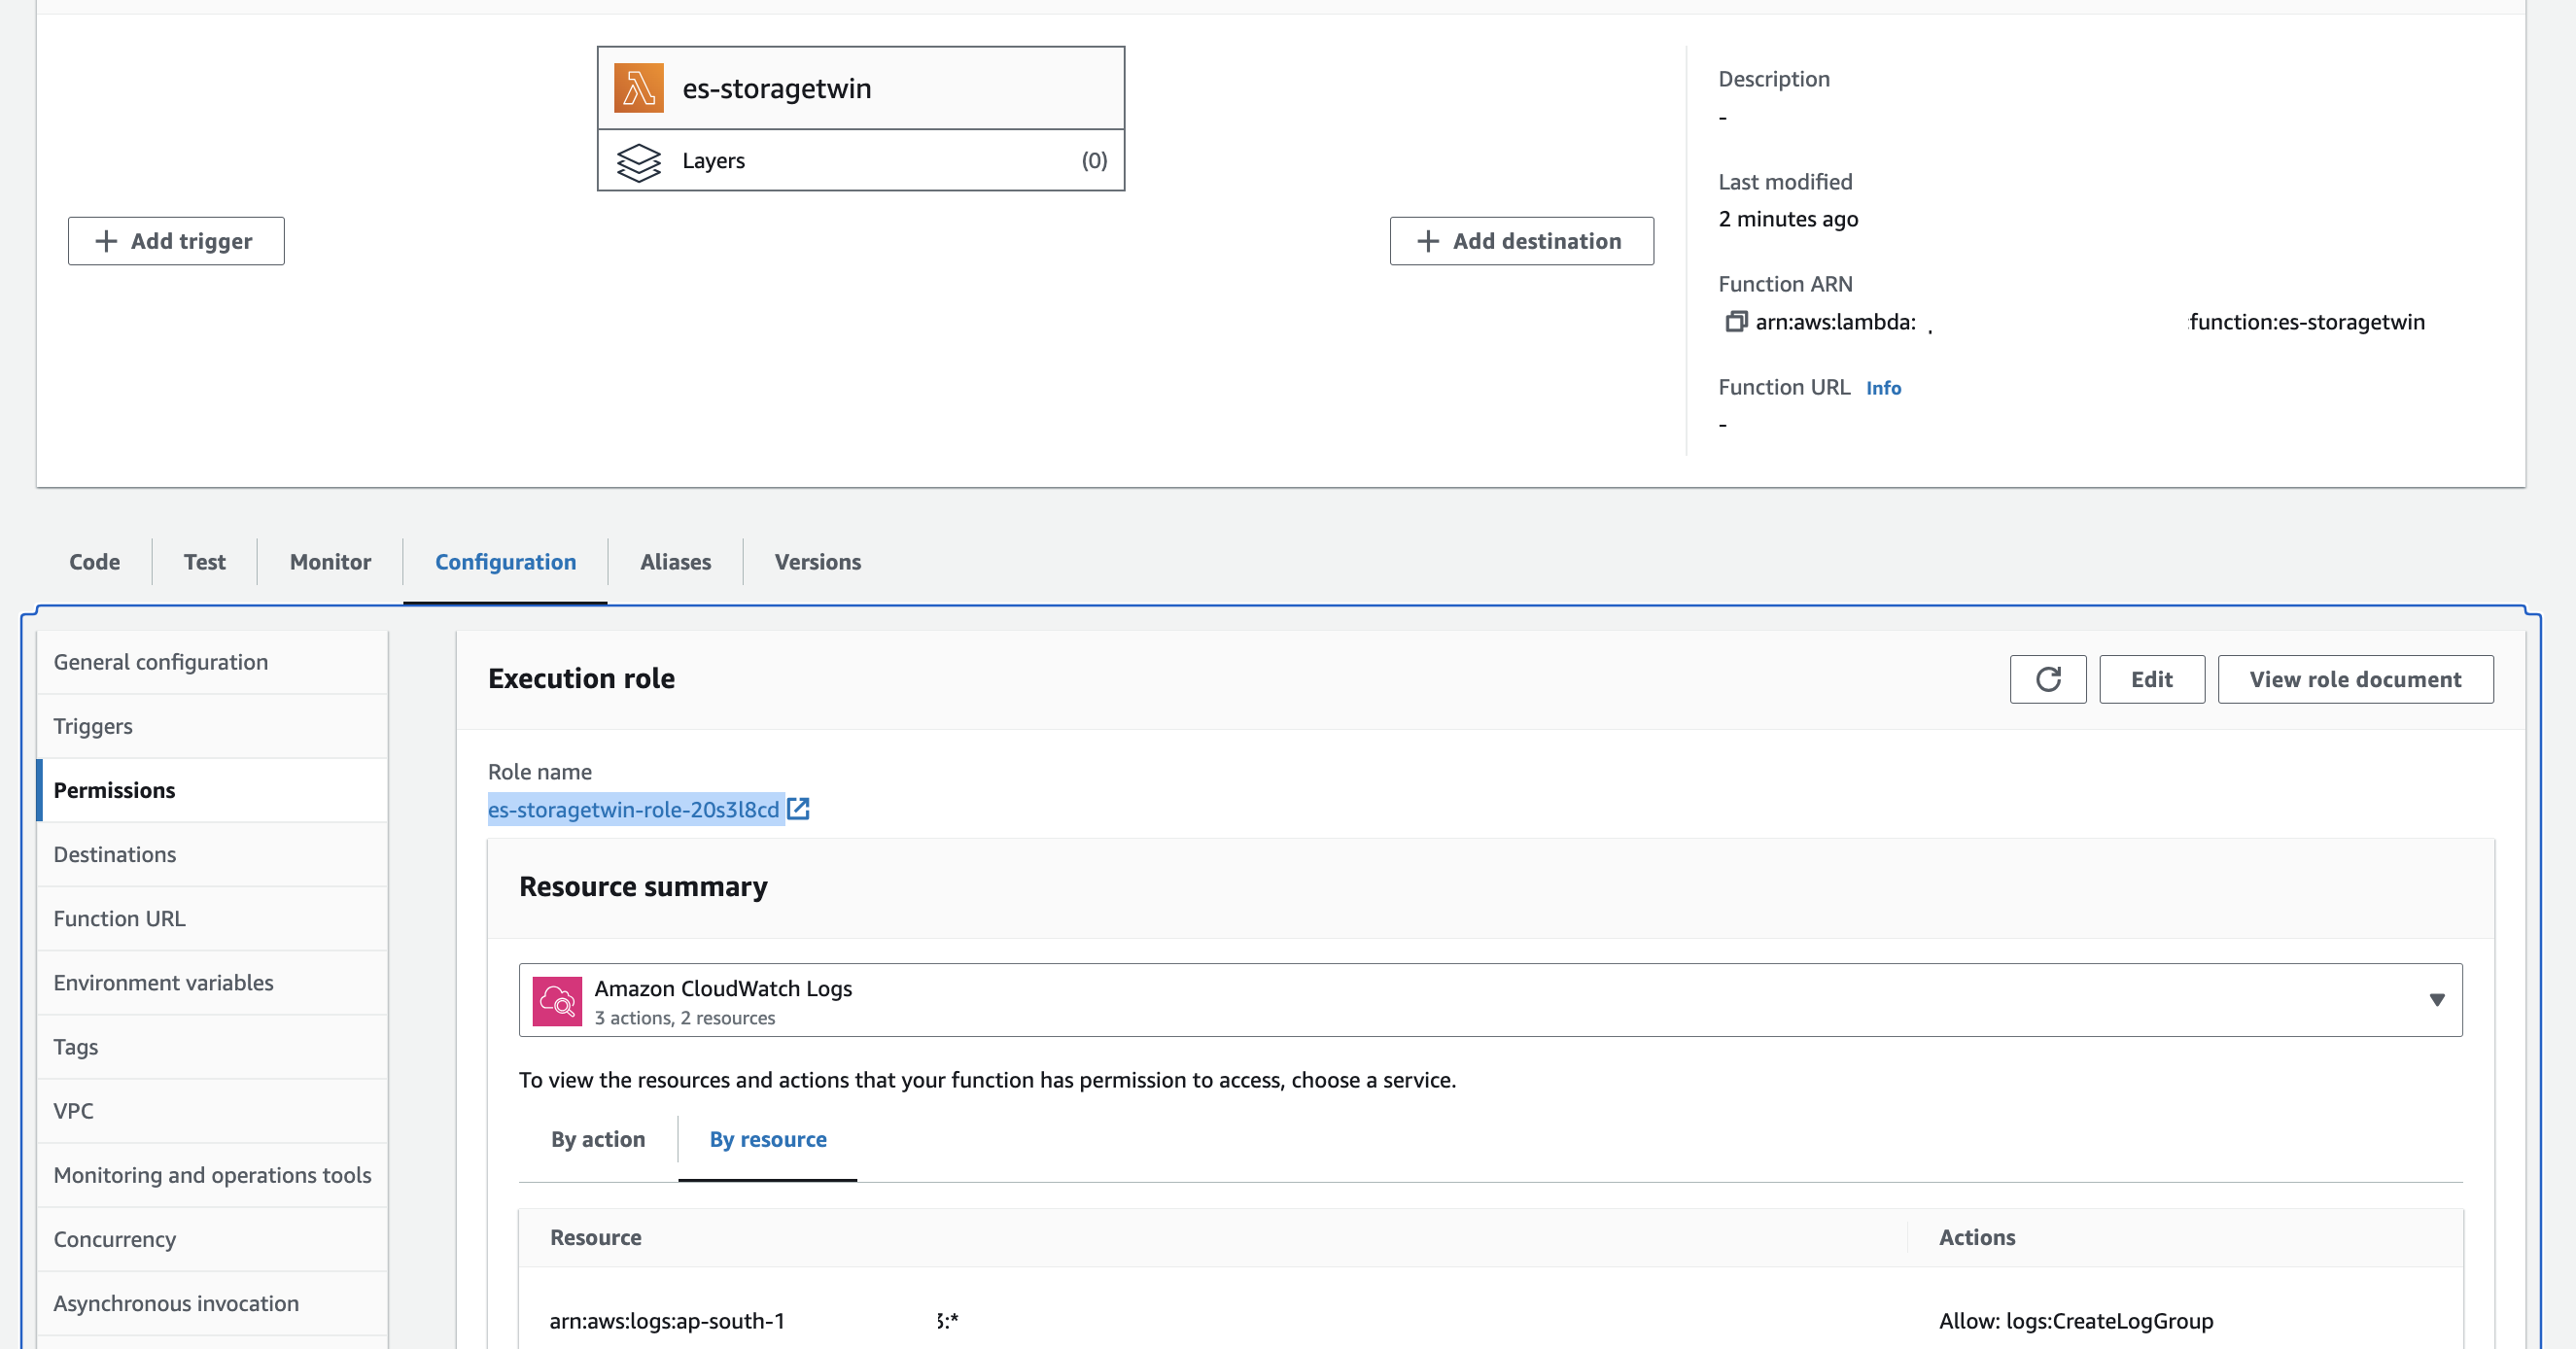 es-storagetwin
Layers (0)
+ Add trigger
+ Add destination
Description
-
Last modified
2 minutes ago
Function ARN
arn:aws:lambda: :function:es-storagetwin
Function URL Info
-
Code Test Monitor Configuration Aliases Versions
General configuration
Triggers
Permissions
Destinations
Function URL
Environment variables
Tags
VPC
Monitoring and operations tools
Concurrency
Asynchronous invocation
Execution role
Edit
View role document
Role name
es-storagetwin-role-20s3l8cd
Resource summary
Amazon CloudWatch Logs
3 actions, 2 resources
To view the resources and actions that your function has permission to access, choose a service.
By action By resource
Resource Actions
arn:aws:logs:ap-south-1 :* Allow: logs:CreateLogGroup